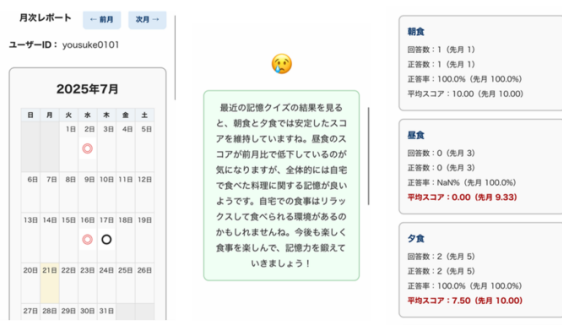 月次レポート
← 前月
次月 →
ユーザーID： yousuke0101
2025年7月
日 月 火 水 木 金 土
1日 2日 3日 4日 5日
6日 7日 8日 9日 10日 11日 12日
13日 14日 15日 16日 17日 18日 19日
20日 21日 22日 23日 24日 25日 26日
27日 28日 29日 30日 31日
最近の記憶クイズの結果を見る
と、朝食と夕食では安定したスコ
アを維持していますね。昼食のス
コアが前月比で低下しているのが
気になりますが、全体的には自宅
で食べた料理に関する記憶が良い
ようです。自宅での食事はリラッ
クスして食べられる環境があるの
かもしれませんね。今後も楽しく
食事を楽しんで、記憶力を鍛えて
いきましょう！
朝食
回答数：1（先月 1）
正答数：1（先月 1）
正答率：100.0%（先月 100.0%）
平均スコア：10.00（先月 10.00）
昼食
回答数：0（先月 3）
正答数：0（先月 3）
正答率：NaN%（先月 100.0%）
平均スコア：0.00（先月 9.33）
夕食
回答数：2（先月 5）
正答数：2（先月 5）
正答率：100.0%（先月 100.0%）
平均スコア：7.50（先月 10.00）